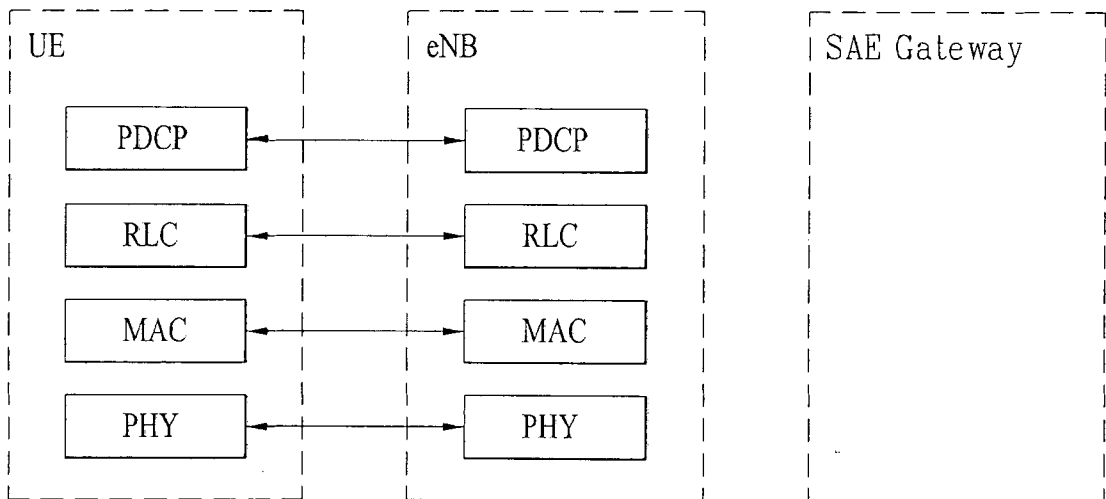 UE
eNB
SAE Gateway
PDCP
PDCP
RLC
RLC
MAC
MAC
PHY
PHY